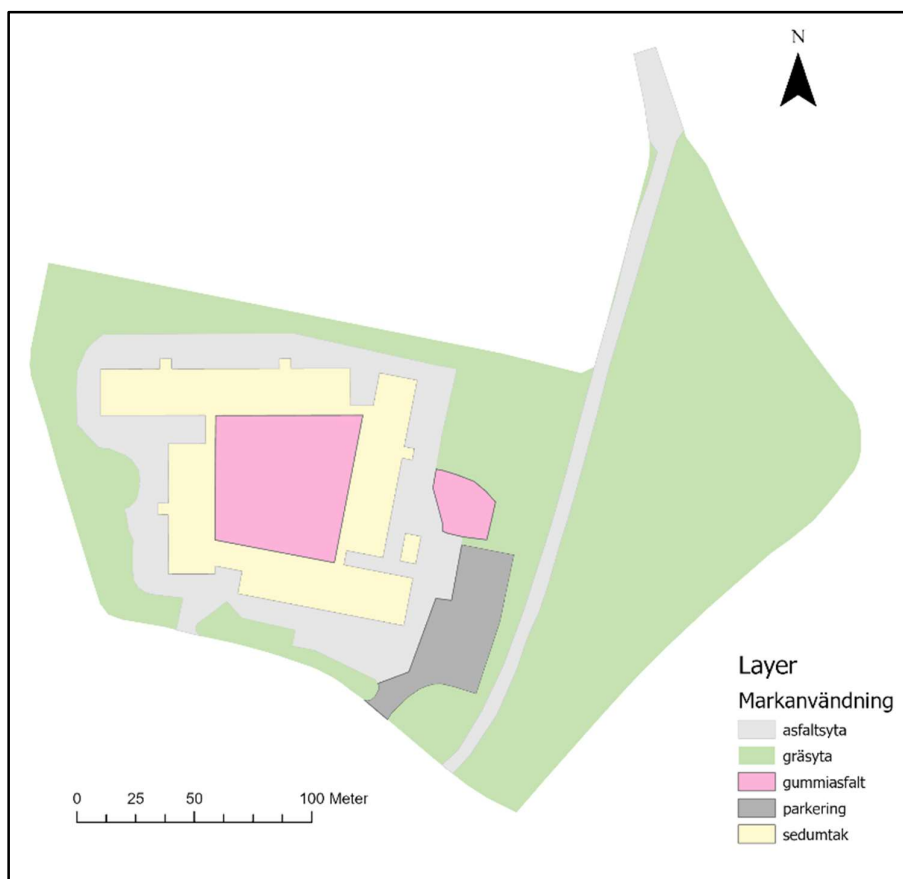 N
Layer
Markanvändning
asfaltsyta
gräsyta
gummiasfalt
parkering
sedumtak
0 25 50 100 Meter